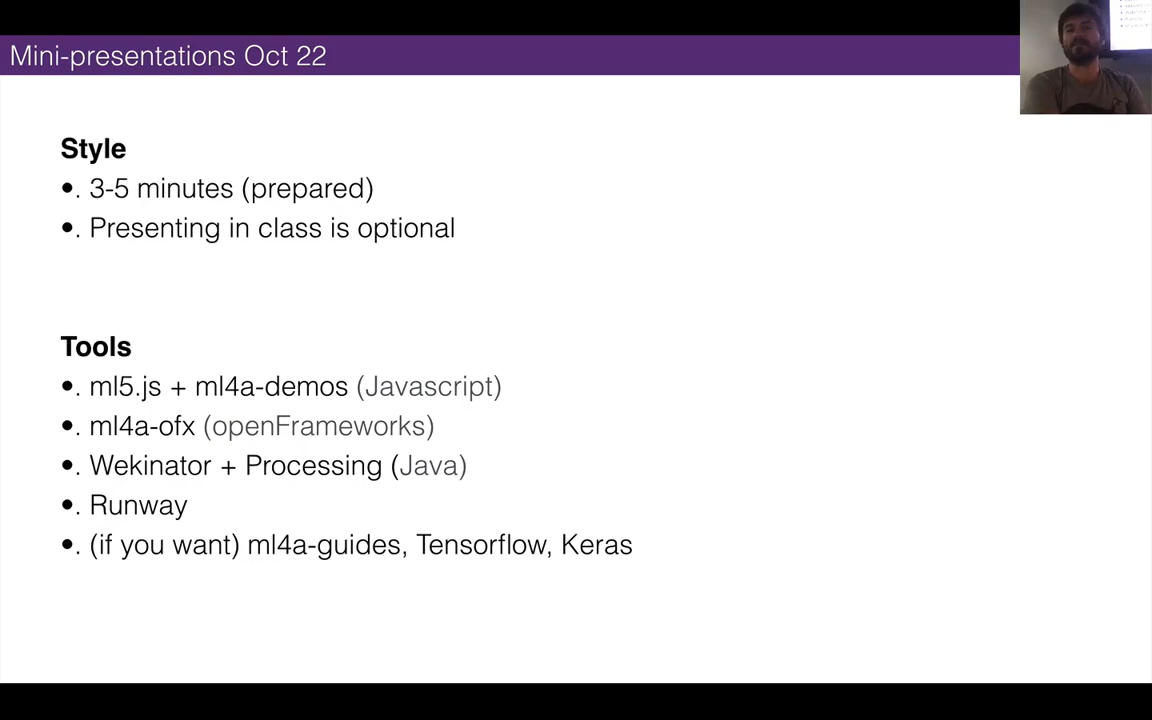 Mini-presentations Oct 22
Style
•. 3-5 minutes (prepared)
•. Presenting in class is optional
Tools
•. ml5.js + ml4a-demos (Javascript)
•. ml4a-ofx (openFrameworks)
•. Wekinator + Processing (Java)
•. Runway
•. (if you want) ml4a-guides, Tensorflow, Keras